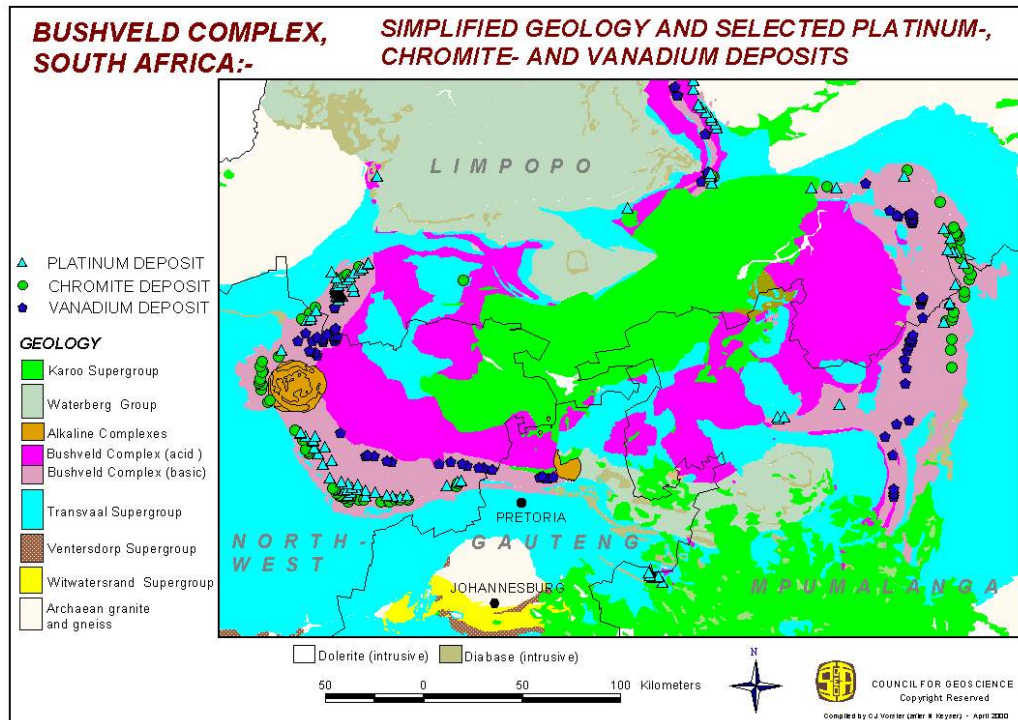 BUSHVELD COMPLEX,
SOUTH AFRICA:-
SIMPLIFIED GEOLOGY AND SELECTED PLATINUM-,
CHROMITE- AND VANADIUM DEPOSITS
LIMPOPO
PLATINUM DEPOSIT
CHROMITE DEPOSIT
VANADIUM DEPOSIT
GEOLOGY
Karoo Supergroup
Waterberg Group
Alkaline Complexes
Bushveld Complex (acid )
Bushveld Complex (basic)
Transvaal Supergroup
Ventersdorp Supergroup
Witwatersrand Supergroup
Archaean granite
and gneiss
PRETORIA
NORTH-
WEST
GAUTENG
JOHANNESBURG
MPUMALANGA
Dolerite (intrusive)
Diabase (intrusive)
50 0 50 100 Kilometers
N
COUNCIL FOR GEOSCIENCE
Copyright Reserved
Compiled by CJ Vorster (after N Keyser) - April 2000